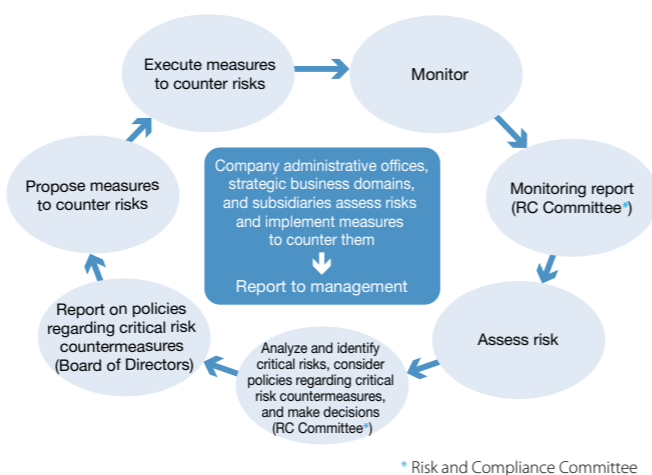 Execute measures
to counter risks
Monitor
Monitoring report
(RC Committee*)
Assess risk
Analyze and identify
critical risks, consider
policies regarding critical
risk countermeasures,
and make decisions
(RC Committee*)
Report on policies
regarding critical risk
countermeasures
(Board of Directors)
Propose measures
to counter risks
Company administrative offices,
strategic business domains,
and subsidiaries assess risks
and implement measures
to counter them
Report to management
* Risk and Compliance Committee